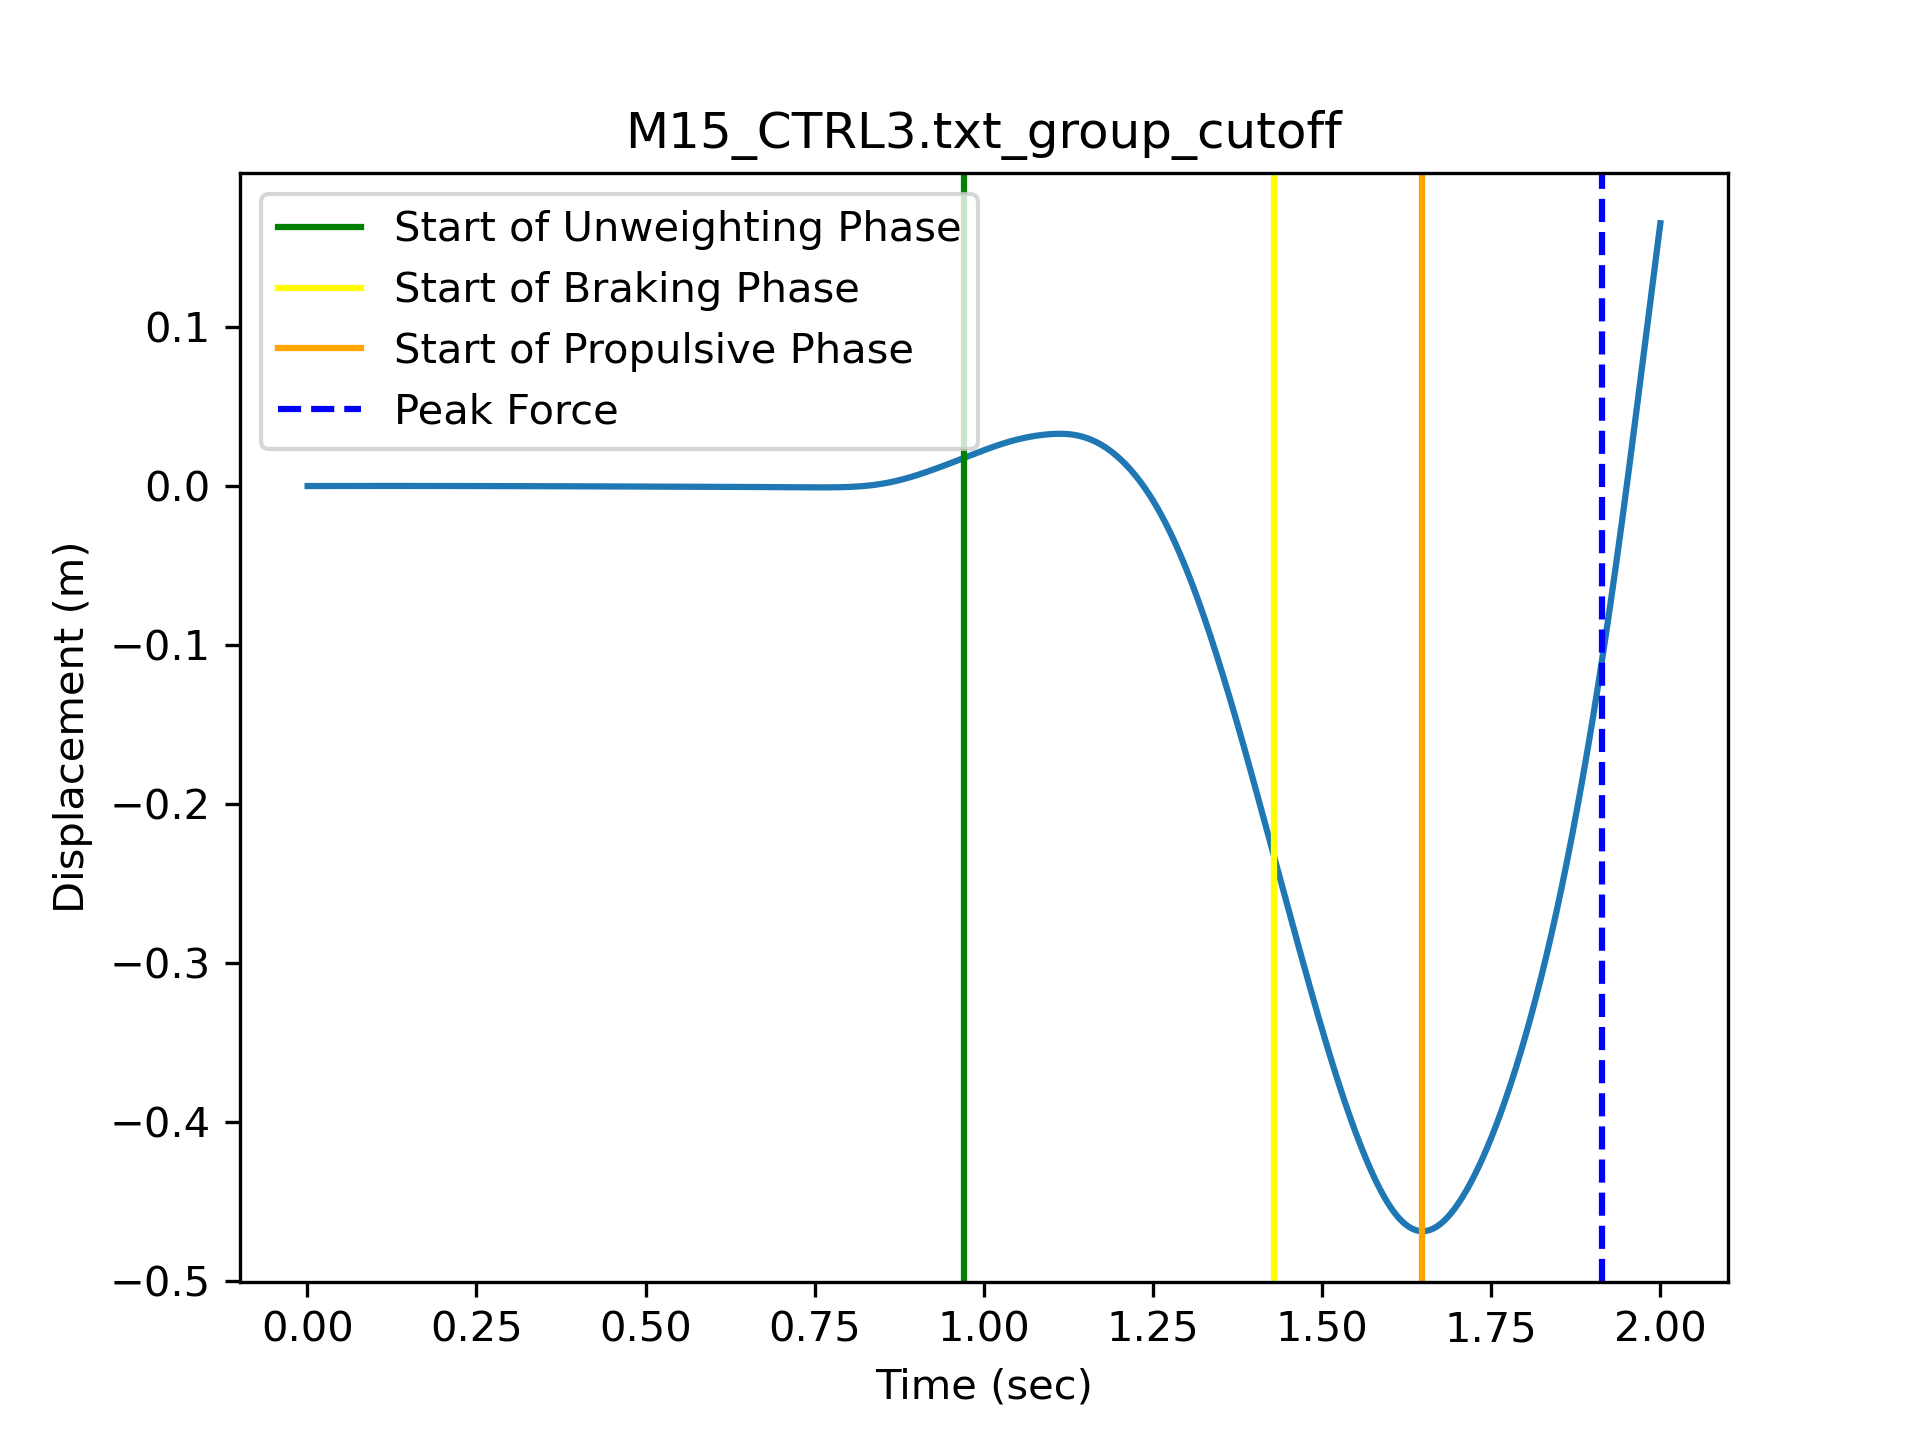 M15_CTRL3.txt_group_cutoff
Start of Unweighting Phase
Start of Braking Phase
Start of Propulsive Phase
Peak Force
0.1
0.0
−0.1
−0.2
−0.3
−0.4
−0.5
Displacement (m)
0.00 0.25 0.50 0.75 1.00 1.25 1.50 1.75 2.00
Time (sec)